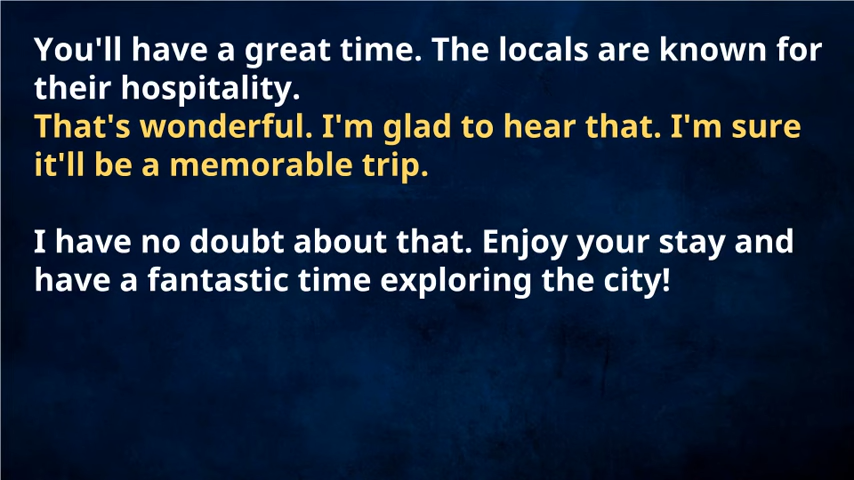 You'll have a great time. The locals are known for
their hospitality.
That's wonderful. I'm glad to hear that. I'm sure
it'll be a memorable trip.
I have no doubt about that. Enjoy your stay and
have a fantastic time exploring the city!